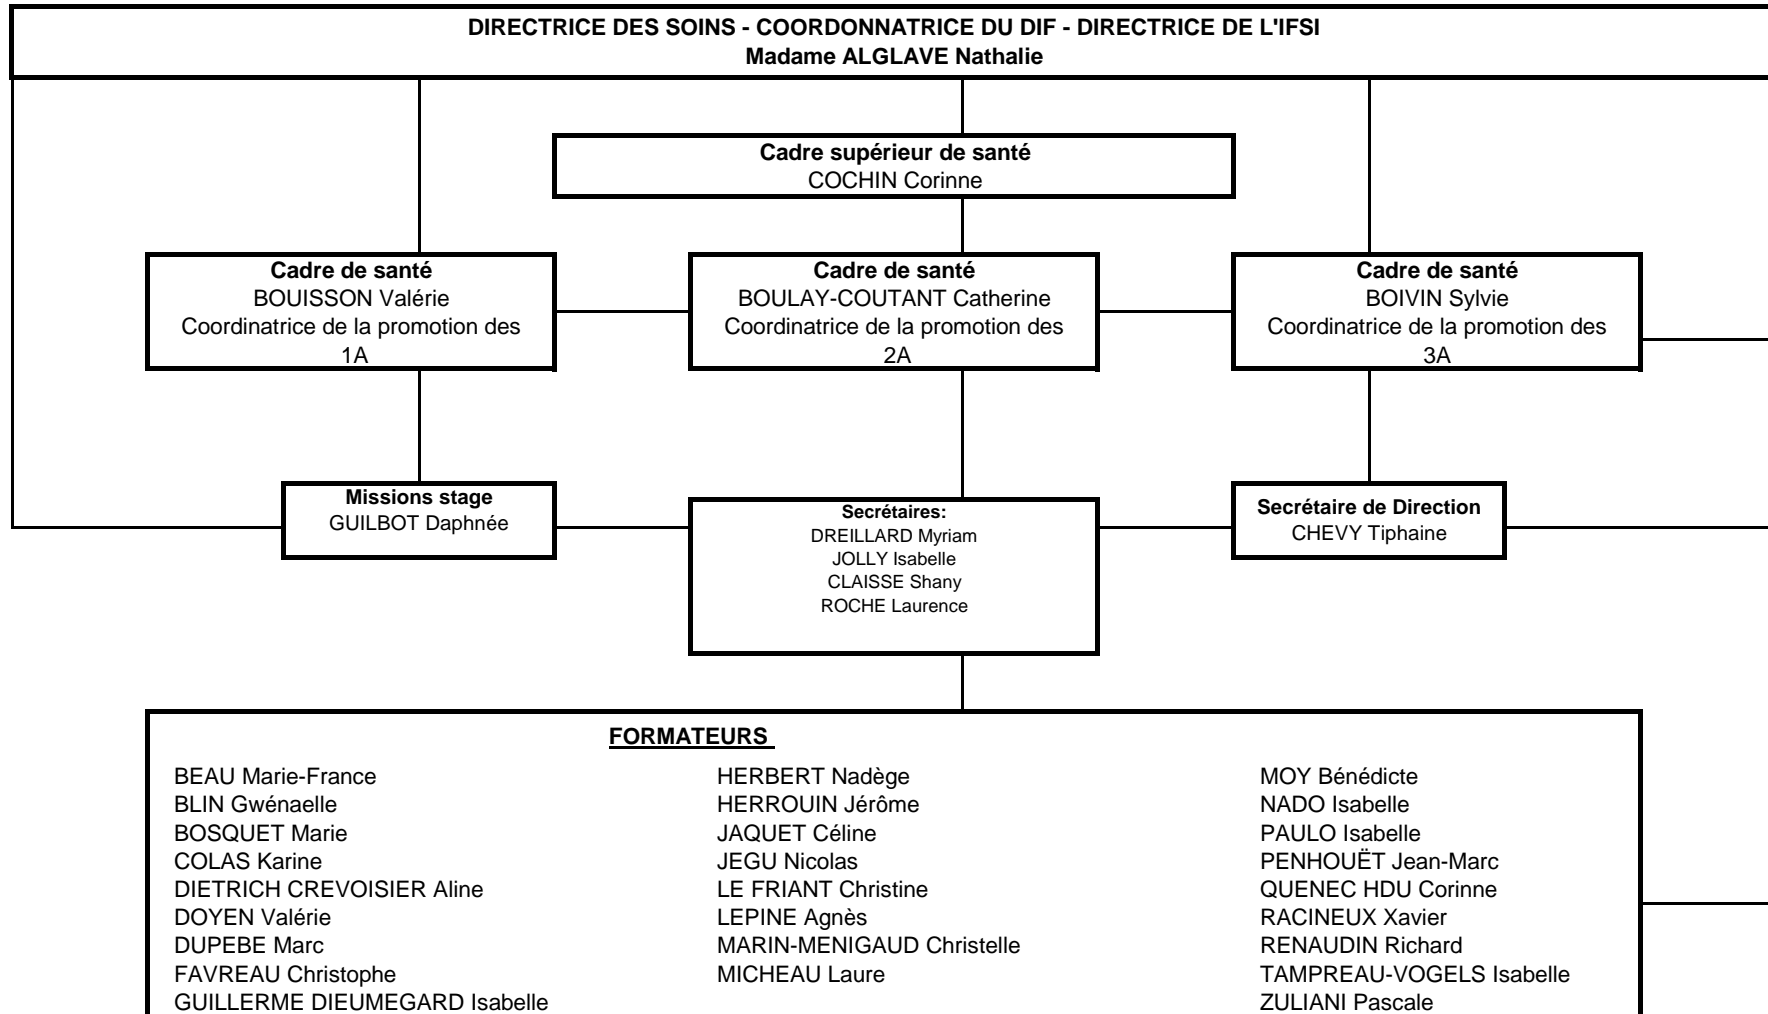 DIRECTRICE DES SOINS - COORDONNATRICE DU DIF - DIRECTRICE DE L'IFSI
Madame ALGLAVE Nathalie
Cadre supérieur de santé
COCHIN Corinne
Cadre de santé
BOUISSON Valérie
Coordinatrice de la promotion des
1A
Cadre de santé
BOULAY-COUTANT Catherine
Coordinatrice de la promotion des
2A
Cadre de santé
BOIVIN Sylvie
Coordinatrice de la promotion des
3A
Missions stage
GUILBOT Daphnée
Secrétaires:
DREILLARD Myriam
JOLLY Isabelle
CLAISSE Shany
ROCHE Laurence
Secrétaire de Direction
CHEVY Tiphaine
FORMATEURS
BEAU Marie-France
BLIN Gwénaelle
BOSQUET Marie
COLAS Karine
DIETRICH CREVOISIER Aline
DOYEN Valérie
DUPEBE Marc
FAVREAU Christophe
GUILLERME DIEUMEGARD Isabelle
HERBERT Nadège
HERROUIN Jérôme
JAQUET Céline
JEGU Nicolas
LE FRIANT Christine
LEPINE Agnès
MARIN-MENIGAUD Christelle
MICHEAU Laure
MOY Bénédicte
NADO Isabelle
PAULO Isabelle
PENHOUËT Jean-Marc
QUENEC HDU Corinne
RACINEUX Xavier
RENAUDIN Richard
TAMPREAU-VOGELS Isabelle
ZULIANI Pascale